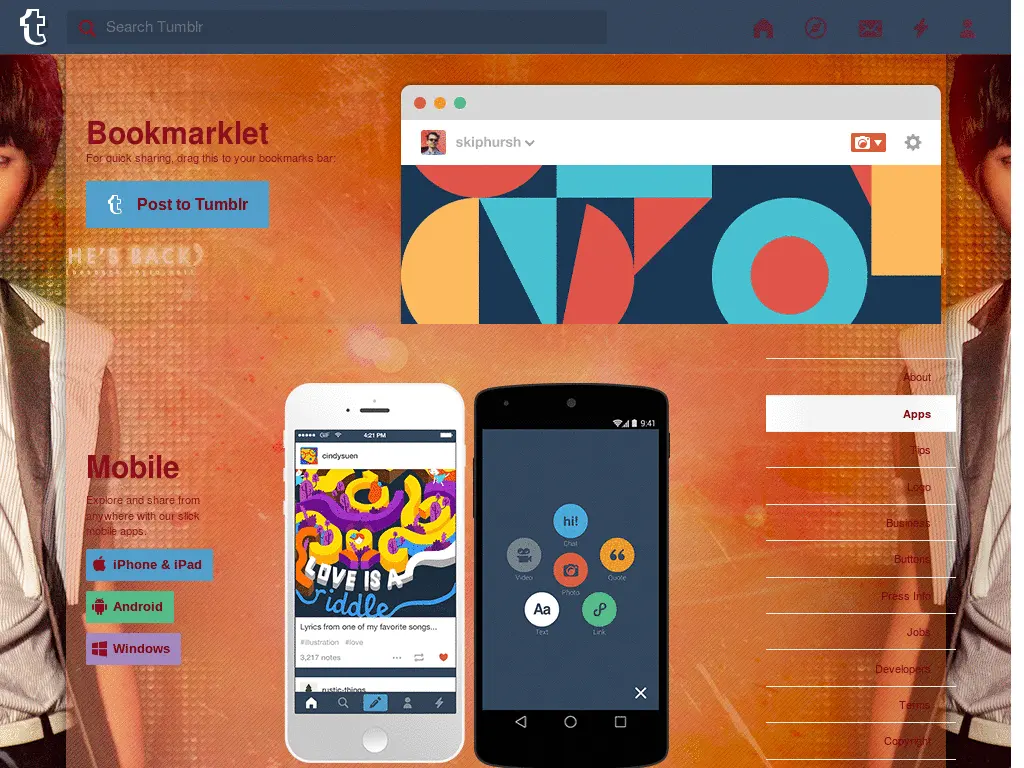 t
Search Tumblr
Bookmarklet
For quick sharing, drag this to your bookmarks bar:
Post to Tumblr
HE'S BACK
skiphursh
About
Apps
Tips
Logo
Business
Buttons
Press Info
Jobs
Developers
Terms
Copyright
Mobile
Explore and share from
anywhere with our slick
mobile apps.
iPhone & iPad
Android
Windows
GIF
4:21 PM
cindysuen
LOVE IS A
riddle
Lyrics from one of my favorite songs...
#illustration #love
3,217 notes
rustic-things
9:41
hi!
Chat
Video
Quote
Photo
Aa
Text
Link